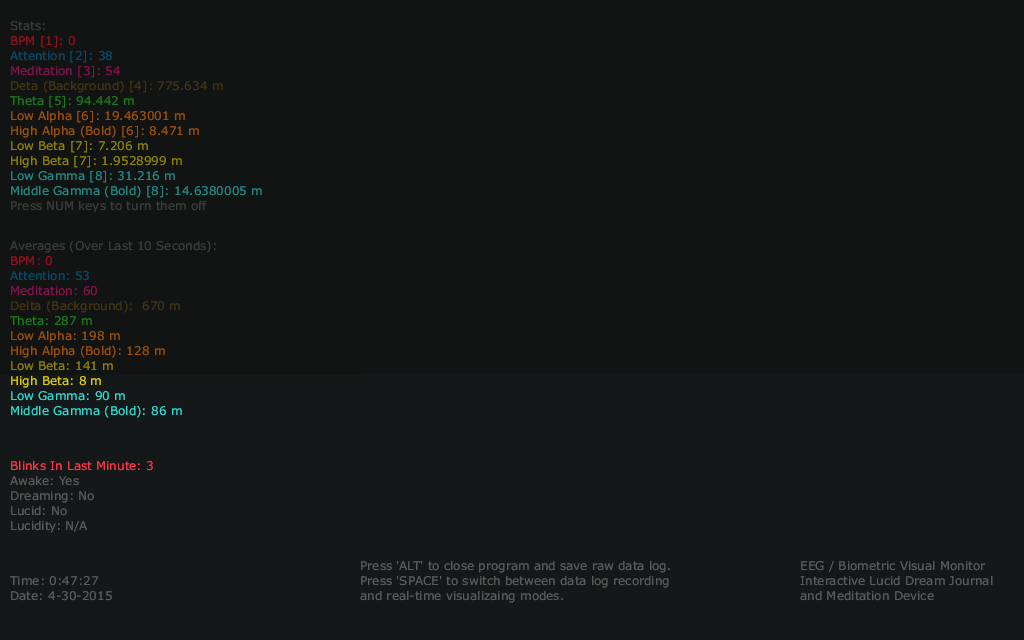 Stats:
BPM [1]: 0
Attention [2]: 38
Meditation [3]: 54
Deta (Background) [4]: 775.634 m
Theta [5]: 94.442 m
Low Alpha [6]: 19.463001 m
High Alpha (Bold) [6]: 8.471 m
Low Beta [7]: 7.206 m
High Beta [7]: 1.9528999 m
Low Gamma [8]: 31.216 m
Middle Gamma (Bold) [8]: 14.6380005 m
Press NUM keys to turn them off
Averages (Over Last 10 Seconds):
BPM: 0
Attention: 53
Meditation: 60
Delta (Background):  670 m
Theta: 287 m
Low Alpha: 198 m
High Alpha (Bold): 128 m
Low Beta: 141 m
High Beta: 8 m
Low Gamma: 90 m
Middle Gamma (Bold): 86 m
Blinks In Last Minute: 3
Awake: Yes
Dreaming: No
Lucid: No
Lucidity: N/A
Time: 0:47:27
Date: 4-30-2015
Press 'ALT' to close program and save raw data log.
Press 'SPACE' to switch between data log recording
and real-time visualizaing modes.
EEG / Biometric Visual Monitor
Interactive Lucid Dream Journal
and Meditation Device